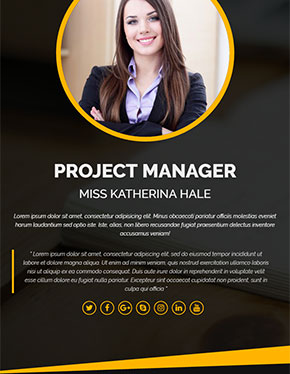 PROJECT MANAGER
MISS KATHERINA HALE
Lorem ipsum dolor sit amet, consectetur adipisicing elit. Minus obcaecati pariatur officiis molestias eveniet
harum laudantium sed optio iste. Iste, alias, non libero recusandae feugiat praesentium delectus inventore
accusamus veniam!
" Lorem ipsum dolor sit amet, consectetur adipisicing elit, sed do eiusmod tempor incididunt ut labore
et dolore magna aliqua. Ut enim ad minim veniam, quis nostrud exercitation ullamco laboris nisi ut
aliquip ex ea commodo consequat. Duis aute irure dolor in reprehenderit in voluptate velit
esse cillum dolore eu fugiat nulla pariatur. Excepteur sint occaecat cupidatat non proident, sunt in
culpa qui officia "